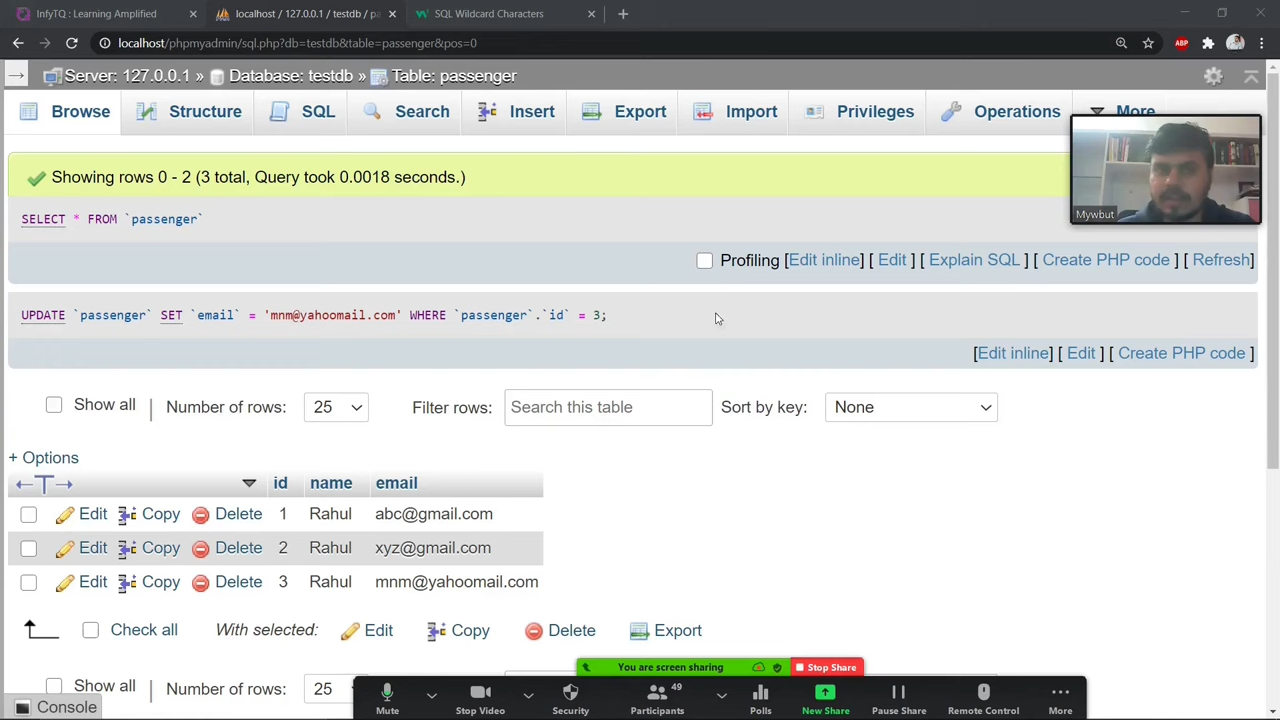 InfyTQ : Learning Amplified
localhost / 127.0.0.1 / testdb / pa
SQL Wildcard Characters
localhost/phpmyadmin/sql.php?db=testdb&table=passenger&pos=0
ABP
Server: 127.0.0.1 » Database: testdb » Table: passenger
Browse Structure SQL Search Insert Export Import Privileges Operations More
Showing rows 0 - 2 (3 total, Query took 0.0018 seconds.)
Mywbut
SELECT * FROM `passenger`
Profiling [Edit inline] [ Edit ] [ Explain SQL ] [ Create PHP code ] [ Refresh]
UPDATE `passenger` SET `email` = 'mnm@yahoomail.com' WHERE `passenger`.`id` = 3;
[Edit inline] [ Edit ] [ Create PHP code ]
Show all Number of rows: 25 Filter rows: Search this table Sort by key: None
+ Options
←T→ id name email
Edit Copy Delete 1 Rahul abc@gmail.com
Edit Copy Delete 2 Rahul xyz@gmail.com
Edit Copy Delete 3 Rahul mnm@yahoomail.com
Check all With selected: Edit Copy Delete Export
You are screen sharing Stop Share
Show all Number of rows: 25
Console
49
Mute Stop Video Security Participants Polls New Share Pause Share Remote Control More